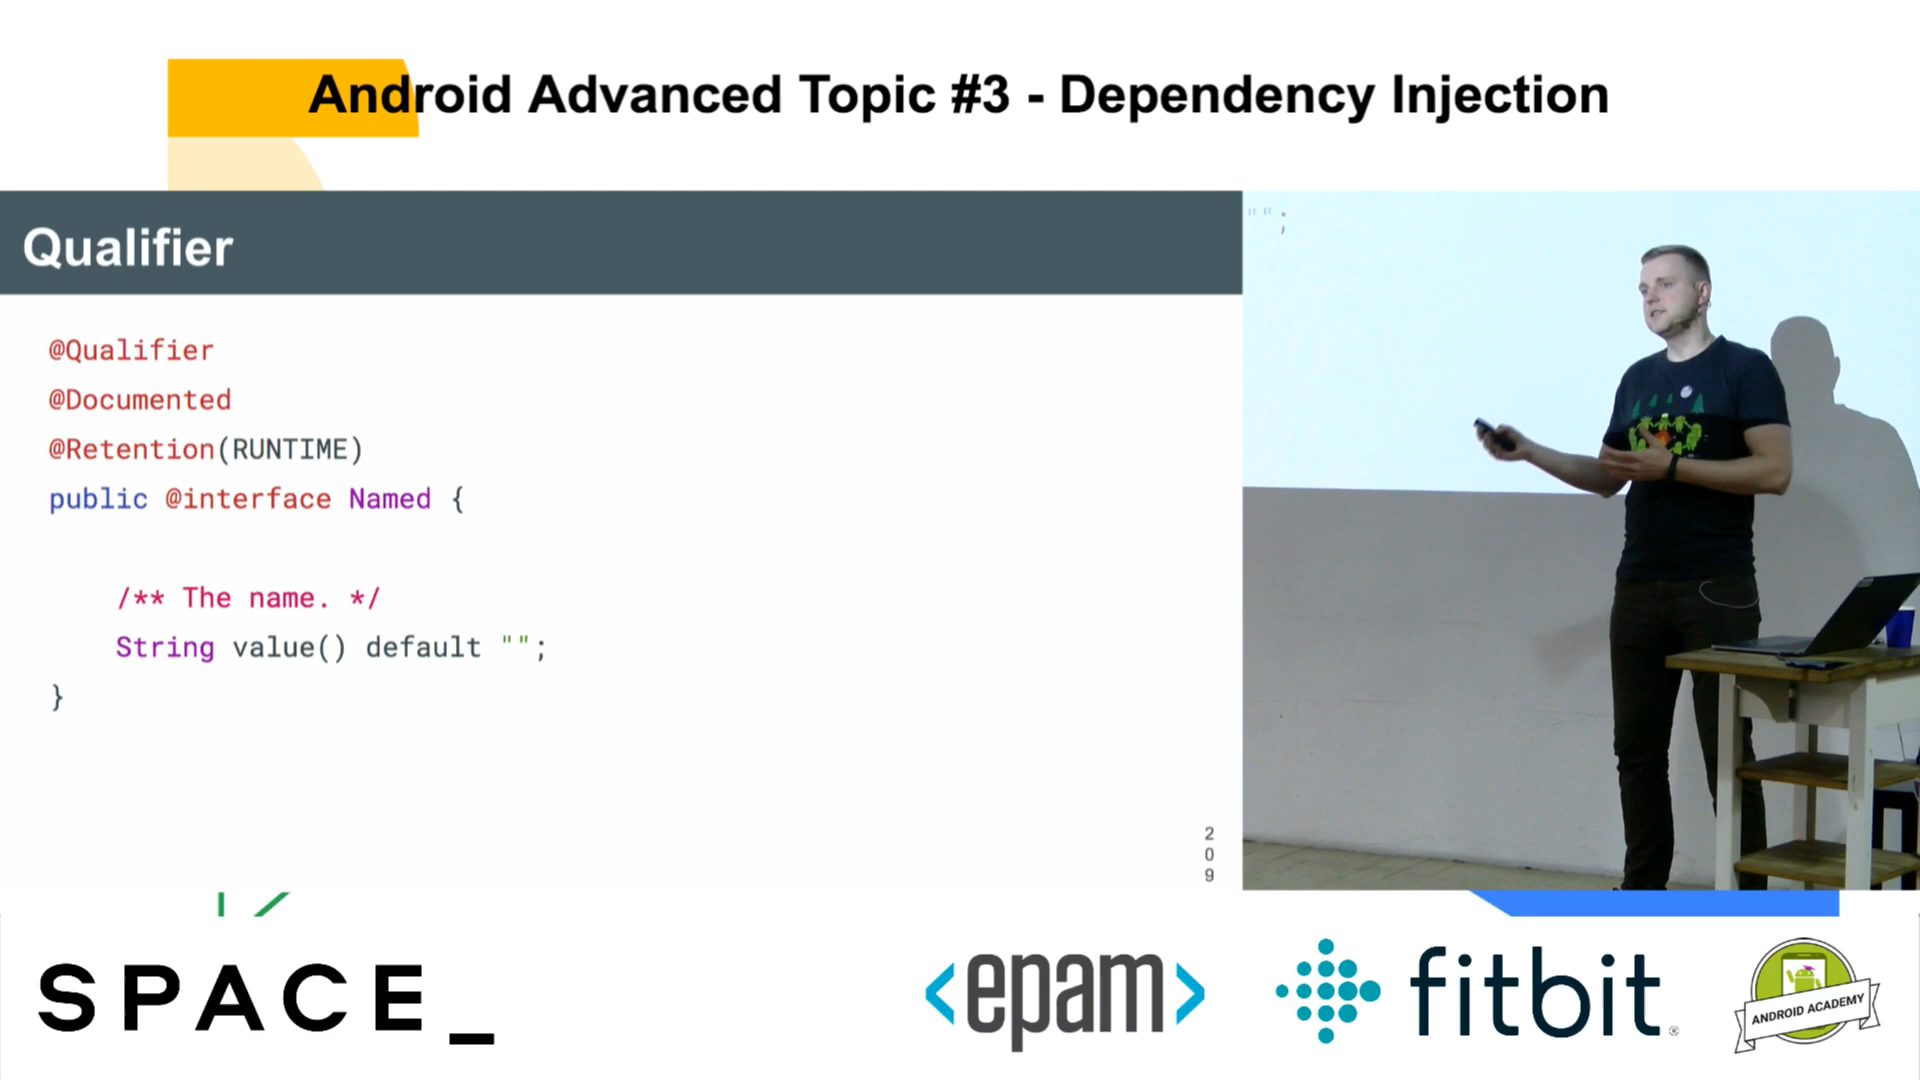 Android Advanced Topic #3 - Dependency Injection
Qualifier
@Qualifier
@Documented
@Retention(RUNTIME)
public @interface Named {
/** The name. */
String value() default "";
}
"";
209
SPACE_
<epam>
fitbit®
ANDROID ACADEMY